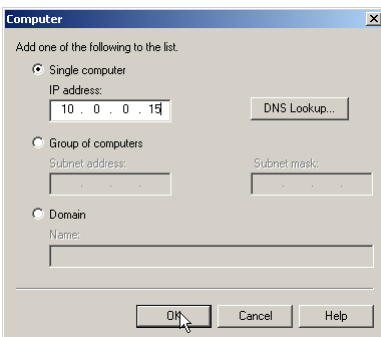 Computer
Add one of the following to the list.
Single computer
IP address:
10 . 0 . 0 . 15
DNS Lookup...
Group of computers
Subnet address: Subnet mask:
. . . . . .
Domain
Name:
OK Cancel Help